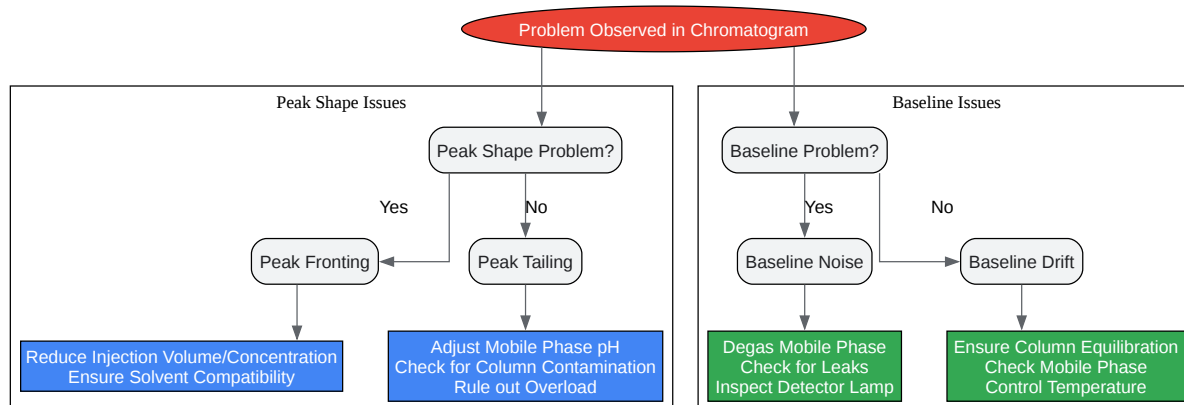 Problem Observed in Chromatogram
Peak Shape Issues
Baseline Issues
Peak Shape Problem?
Baseline Problem?
Yes
No
Yes
No
Peak Fronting
Peak Tailing
Baseline Noise
Baseline Drift
Reduce Injection Volume/Concentration
Ensure Solvent Compatibility
Adjust Mobile Phase pH
Check for Column Contamination
Rule out Overload
Degas Mobile Phase
Check for Leaks
Inspect Detector Lamp
Ensure Column Equilibration
Check Mobile Phase
Control Temperature